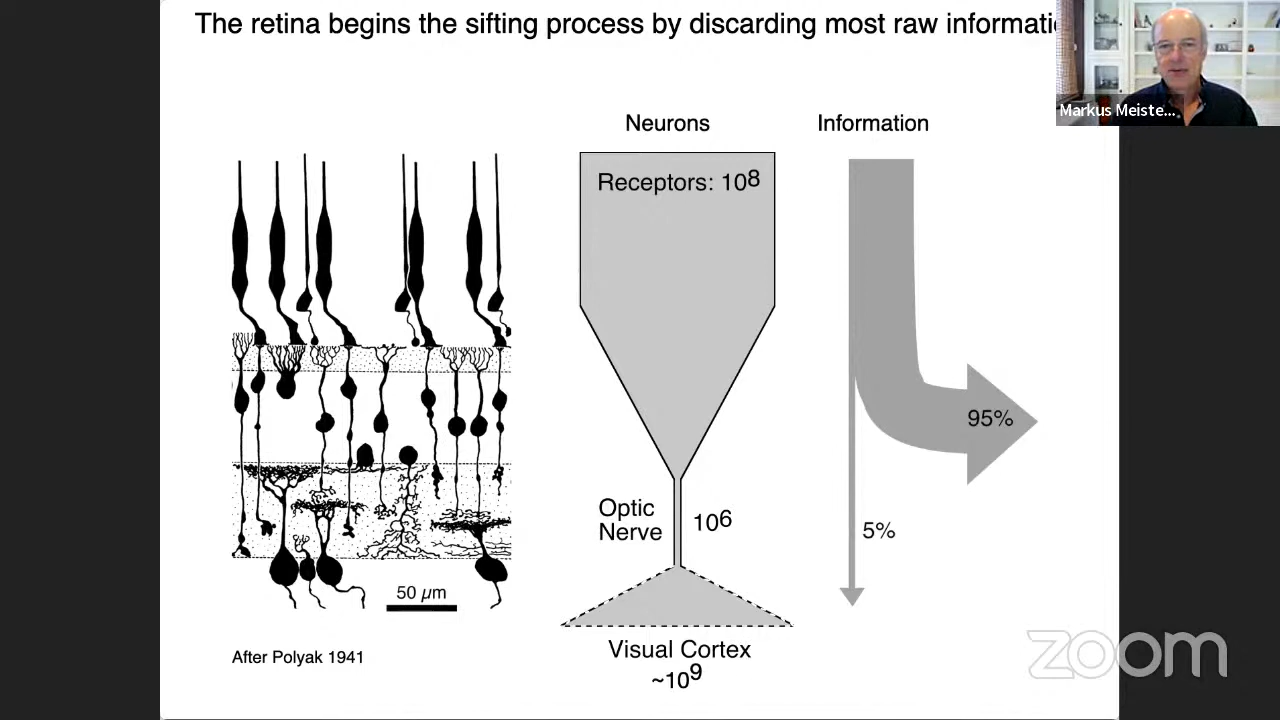 The retina begins the sifting process by discarding most raw informatio
Markus Meiste...
Neurons
Information
Receptors: 10⁸
95%
Optic
Nerve
10⁶
5%
50 µm
Visual Cortex
~10⁹
After Polyak 1941
zoom